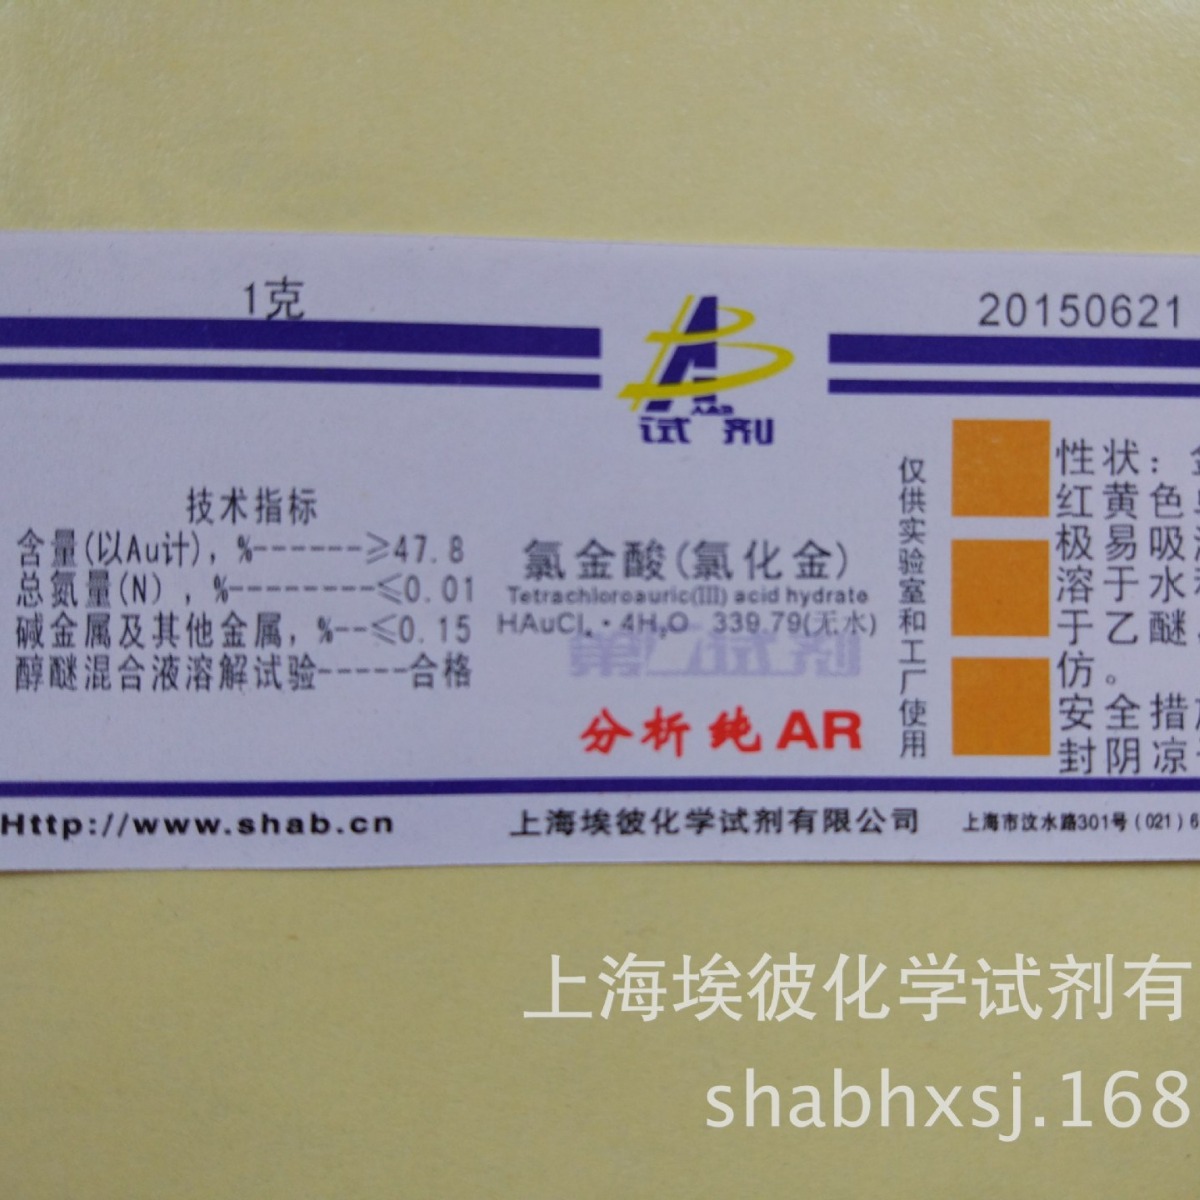 1克
20150621
试剂
技术指标
含量(以Au计),%------≥47.8
总氮量(N),%--------≤0.01
碱金属及其他金属,%--≤0.15
醇醚混合液溶解试验-----合格
氯金酸(氯化金)
Tetrachloroauric(III) acid hydrate
HAuCl₄·4H₂O 339.79(无水)
分析纯AR
仅供实验室和工厂使用
性状:
红黄色
极易吸
溶于水
于乙醚
仿。
安全措
封阴凉
Http://www.shab.cn
上海埃彼化学试剂有限公司
上海市汶水路301号(021)6
上海埃彼化学试剂有
shabhxsj.168